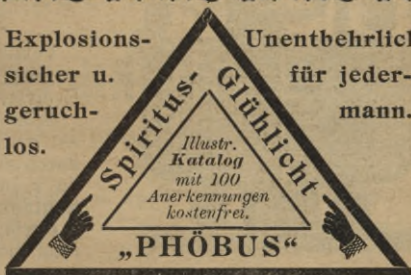 Explosions-
sicher u.
geruch-
los.
Unentbehrlich
für jeder-
mann.
Spiritus-
Glühlicht
Illustr.
Katalog
mit 100
Anerkennungen
kostenfrei.
„PHÖBUS“